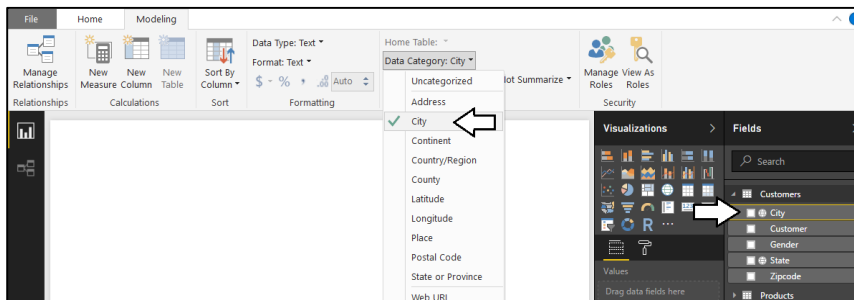 File Home Modeling
Data Type: Text
Home Table:
Format: Text
Data Category: City
$ % , .00 Auto
Summarize
Manage Relationships
New Measure
New Column
New Table
Sort By Column
Manage Roles
View As Roles
Relationships Calculations Sort Formatting Security
Uncategorized
Address
City
Continent
Country/Region
County
Latitude
Longitude
Place
Postal Code
State or Province
Web URL
Visualizations
R
Values
Drag data fields here
Fields
Search
Customers
City
Customer
Gender
State
Zipcode
Products